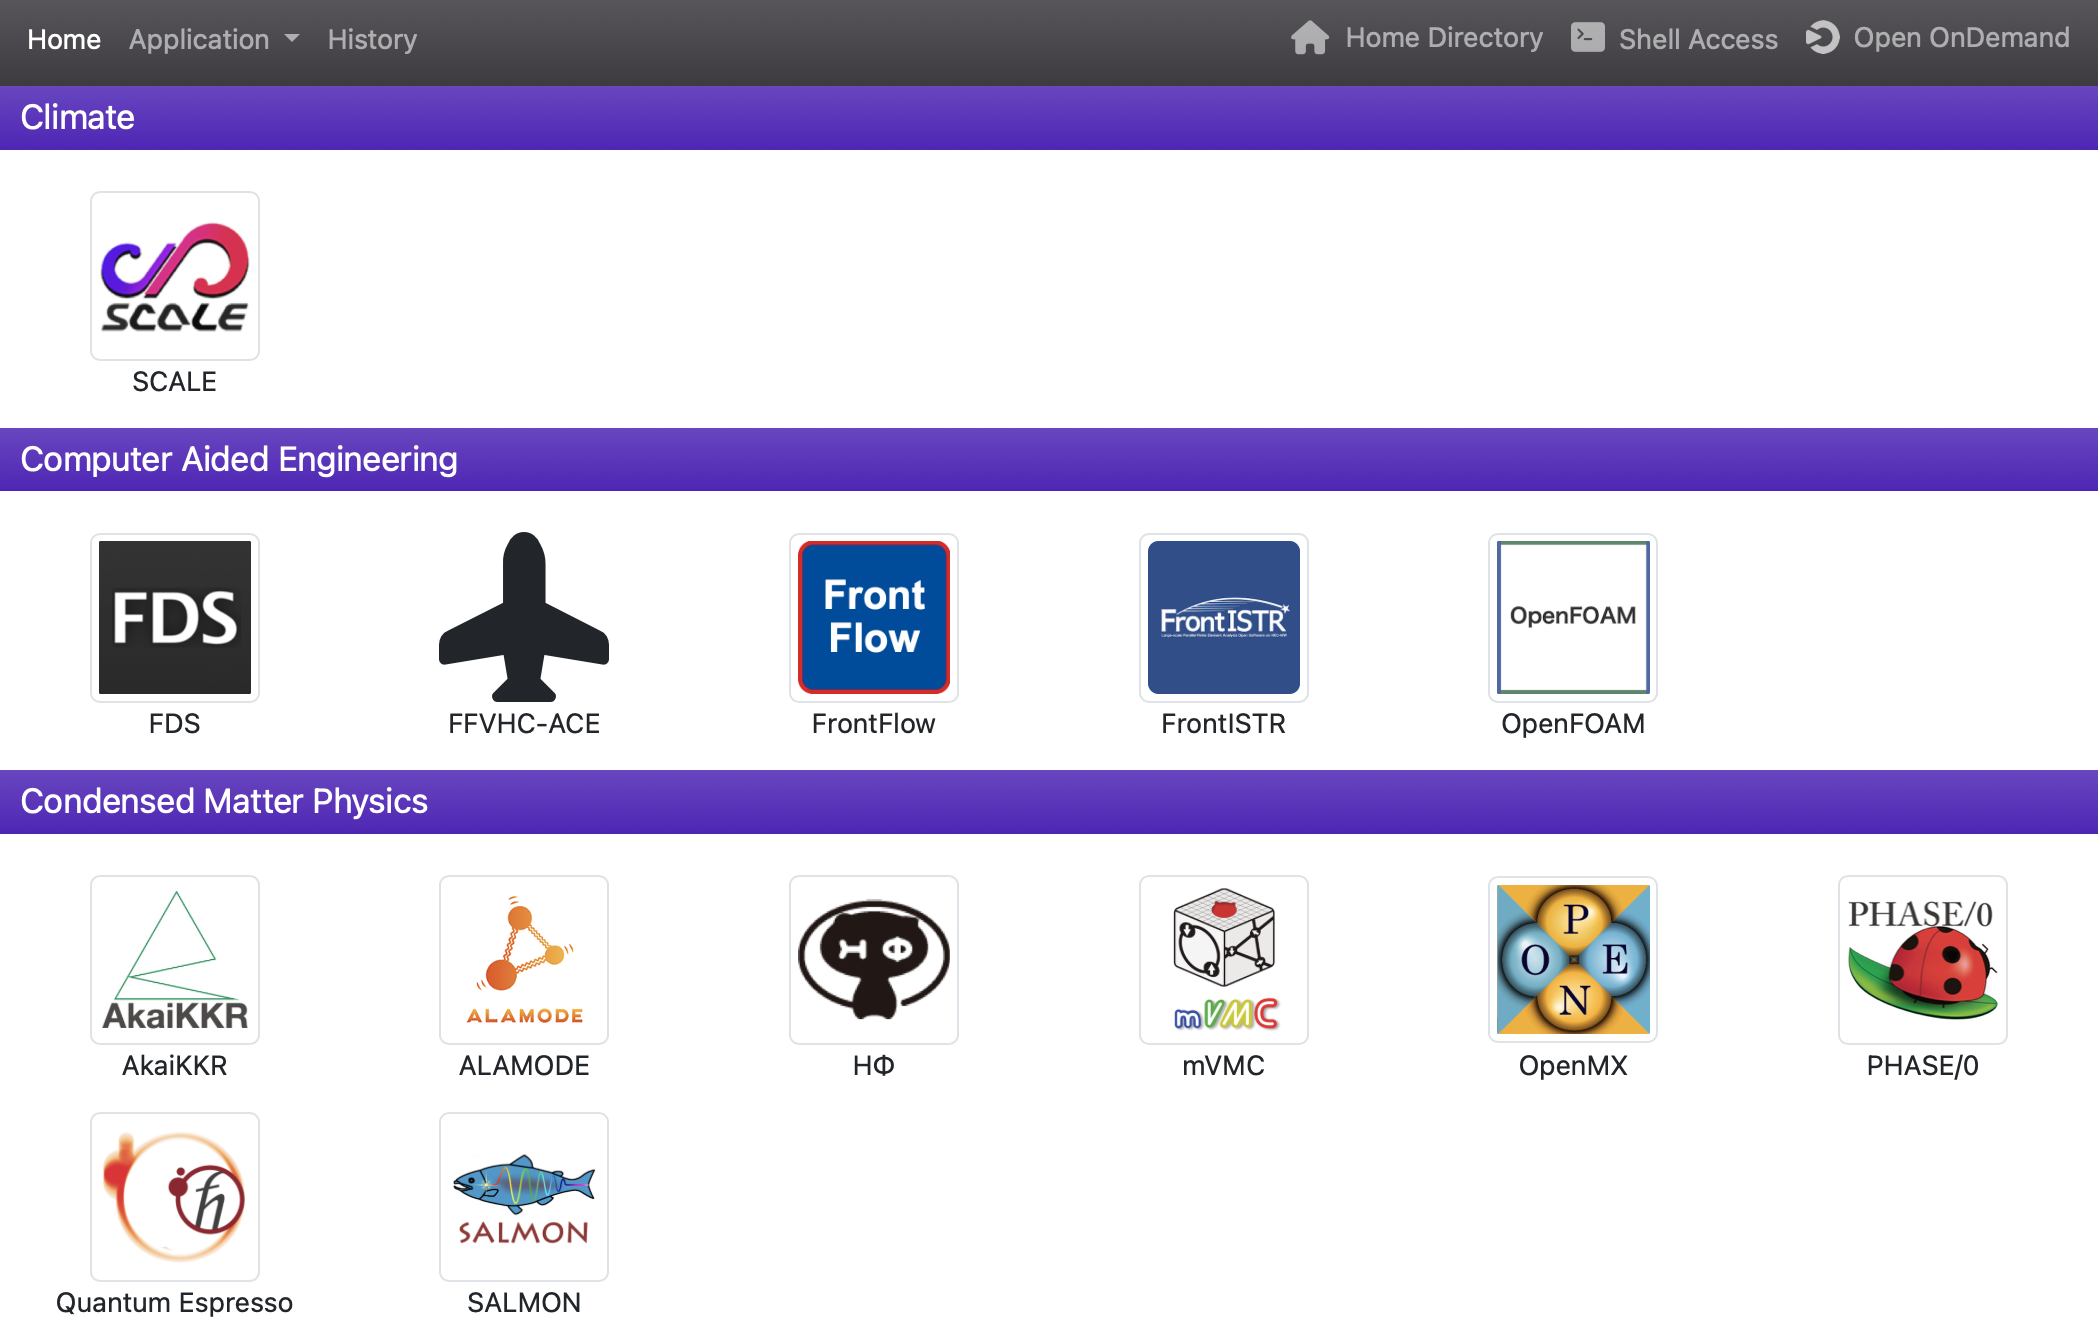 Home Application History Home Directory Shell Access Open OnDemand
Climate
SCALE
SCALE
Computer Aided Engineering
FDS
Front
Flow
FrontISTR
OpenFOAM
FDS FFVHC-ACE FrontFlow FrontISTR OpenFOAM
Condensed Matter Physics
AkaiKKR
ALAMODE
HΦ
mVMC
P
O E
N
PHASE/0
AkaiKKR ALAMODE HΦ mVMC OpenMX PHASE/0
ħ
SALMON
Quantum Espresso SALMON